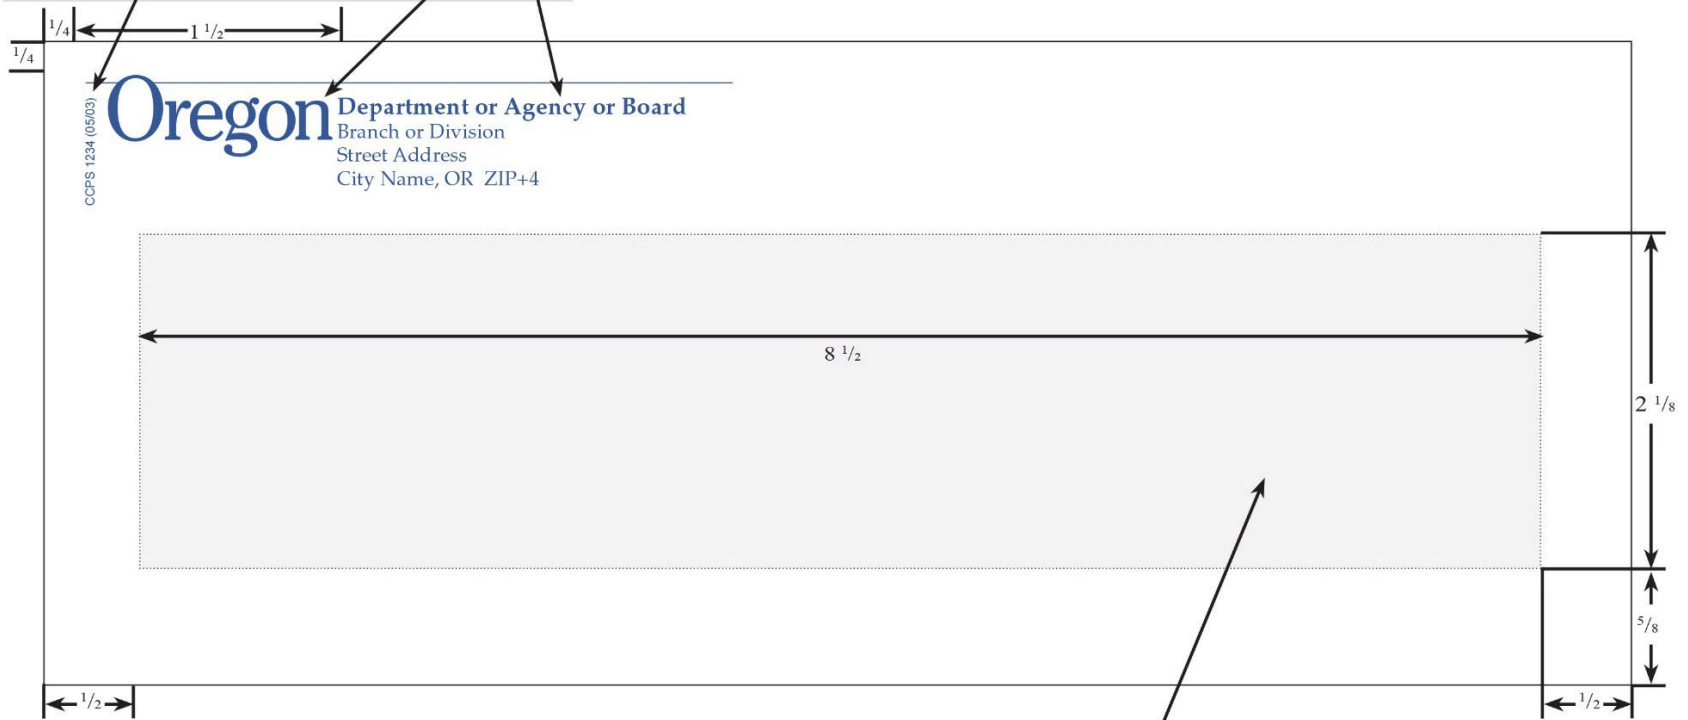 1/4
1 1/2
1/4
CCPS 1234 (05/03)
Oregon
Department or Agency or Board
Branch or Division
Street Address
City Name, OR  ZIP+4
8 1/2
2 1/8
5/8
1/2
1/2